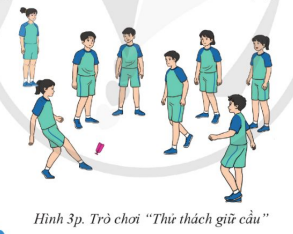 Hình 3p. Trò chơi "Thử thách giữ cầu"